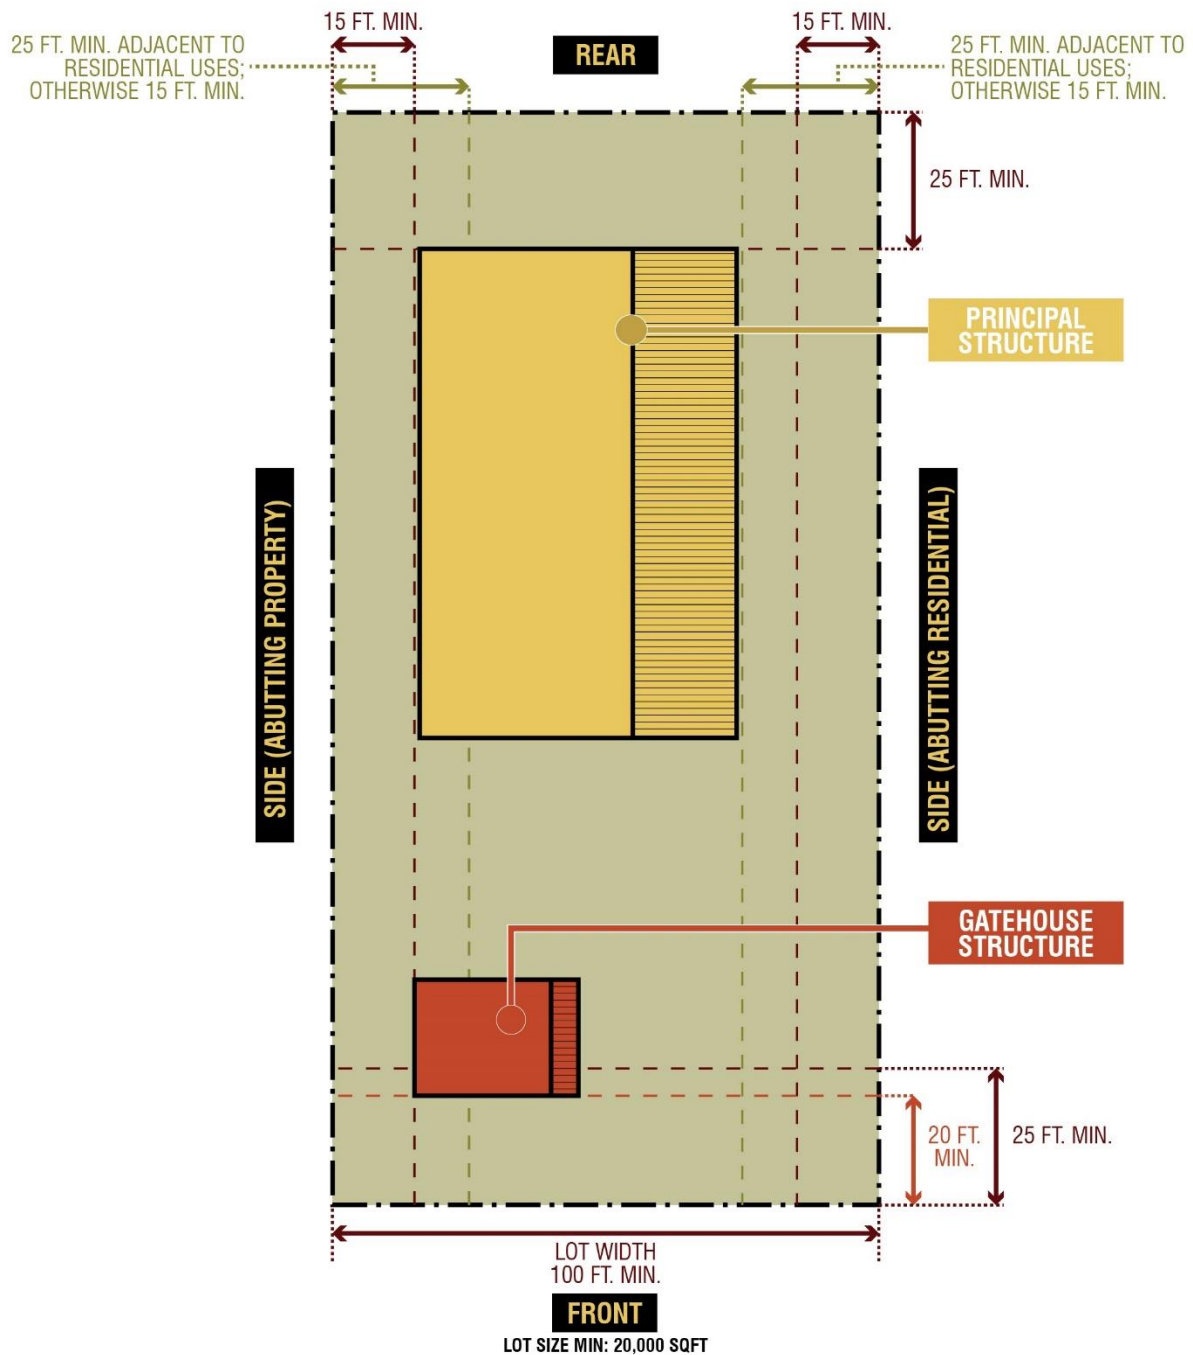 15 FT. MIN.
15 FT. MIN.
25 FT. MIN. ADJACENT TO
RESIDENTIAL USES;
OTHERWISE 15 FT. MIN.
REAR
25 FT. MIN. ADJACENT TO
RESIDENTIAL USES;
OTHERWISE 15 FT. MIN.
25 FT. MIN.
PRINCIPAL
STRUCTURE
SIDE (ABUTTING PROPERTY)
SIDE (ABUTTING RESIDENTIAL)
GATEHOUSE
STRUCTURE
20 FT.
MIN.
25 FT. MIN.
LOT WIDTH
100 FT. MIN.
FRONT
LOT SIZE MIN: 20,000 SQFT